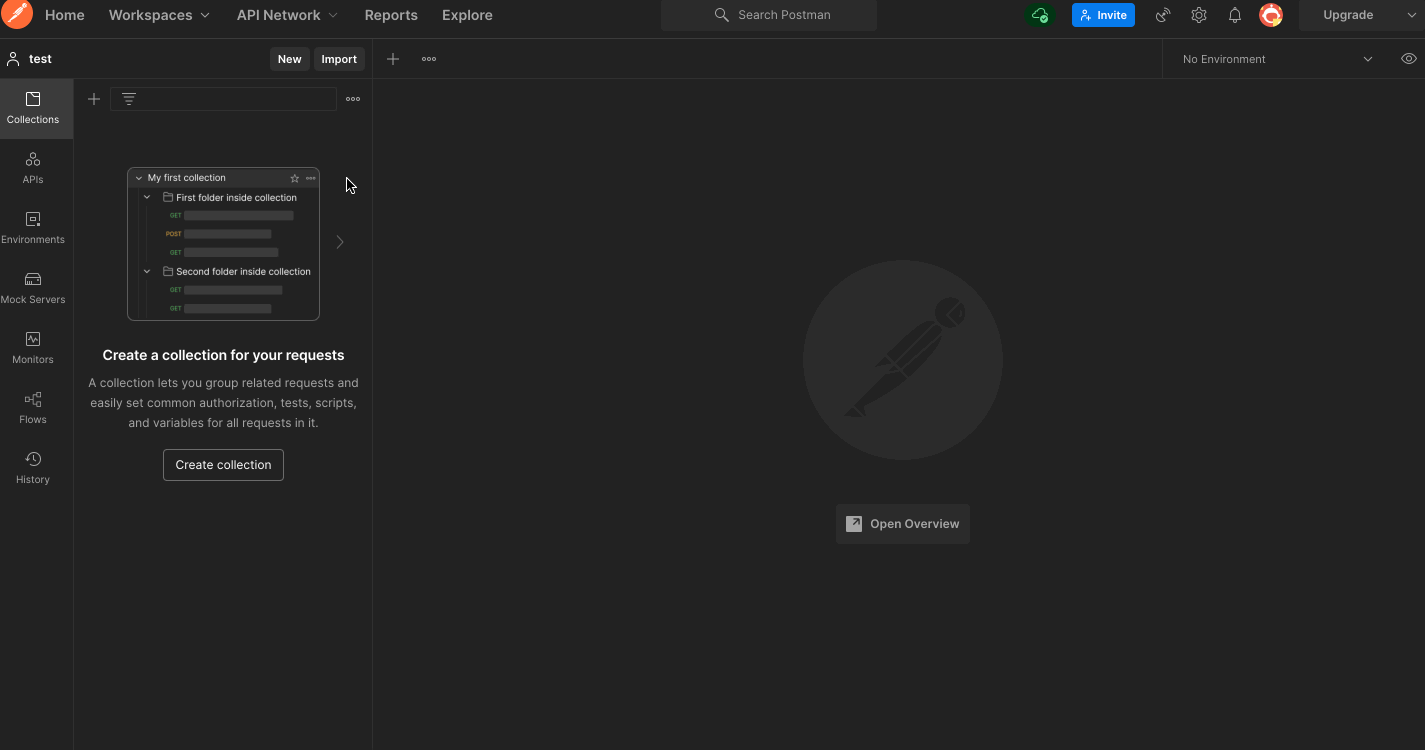 Home Workspaces API Network Reports Explore Search Postman Invite Upgrade
test New Import No Environment
Collections
APIs
Environments
Mock Servers
Monitors
Flows
History
My first collection
First folder inside collection
GET
POST
GET
Second folder inside collection
GET
GET
Create a collection for your requests
A collection lets you group related requests and
easily set common authorization, tests, scripts,
and variables for all requests in it.
Create collection
Open Overview